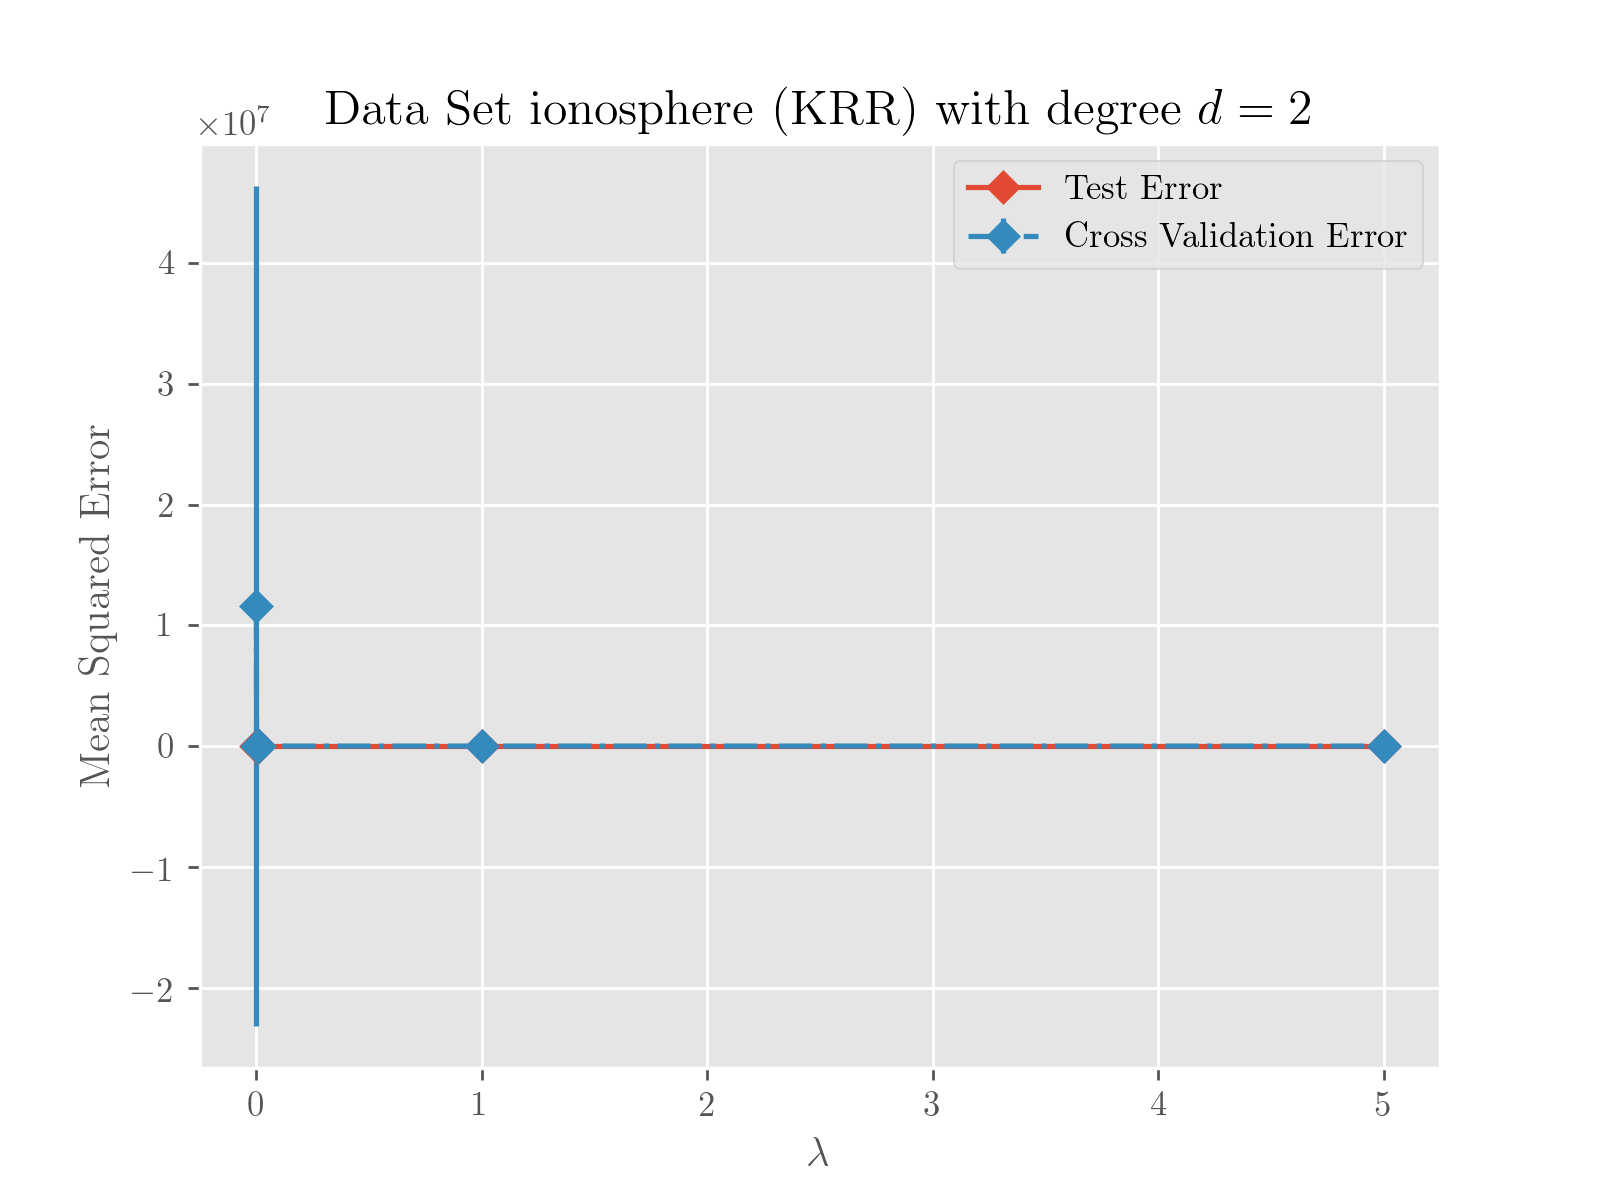 ×10⁷
Data Set ionosphere (KRR) with degree d = 2
Test Error
Cross Validation Error
Mean Squared Error
4
3
2
1
0
−1
−2
0 1 2 3 4 5
λ